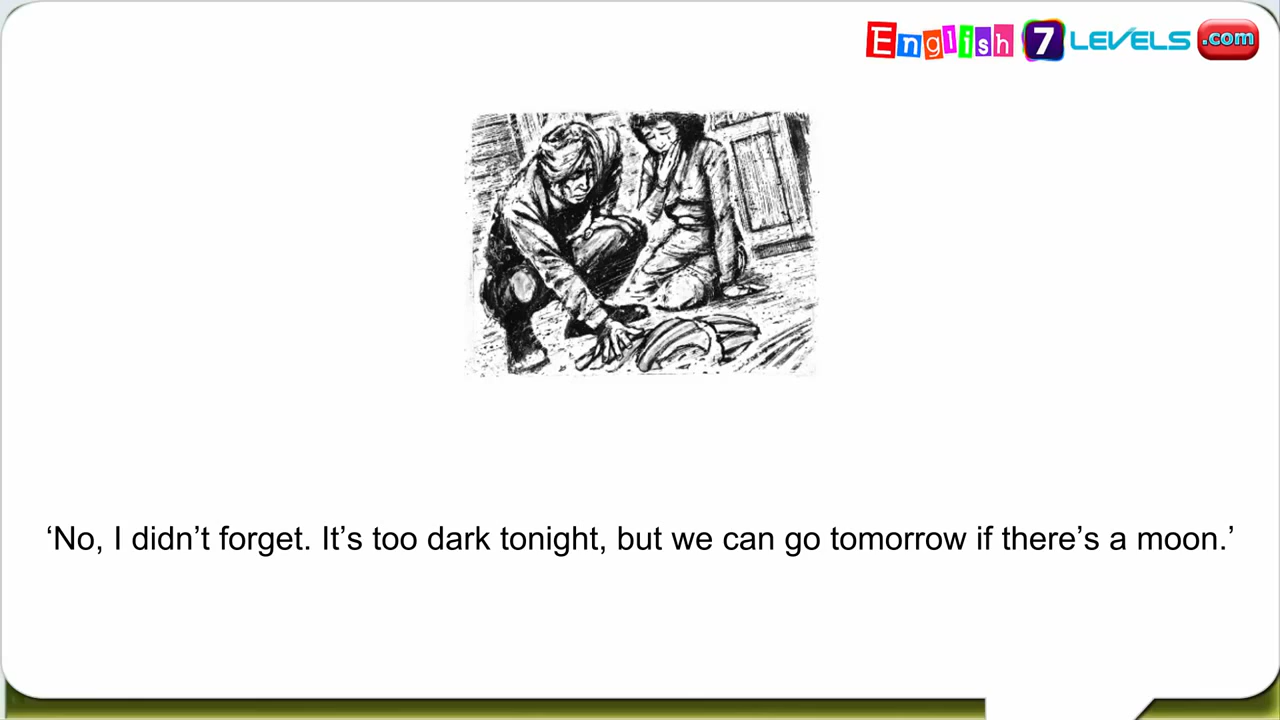 English 7 LEVELS .com
‘No, I didn’t forget. It’s too dark tonight, but we can go tomorrow if there’s a moon.’